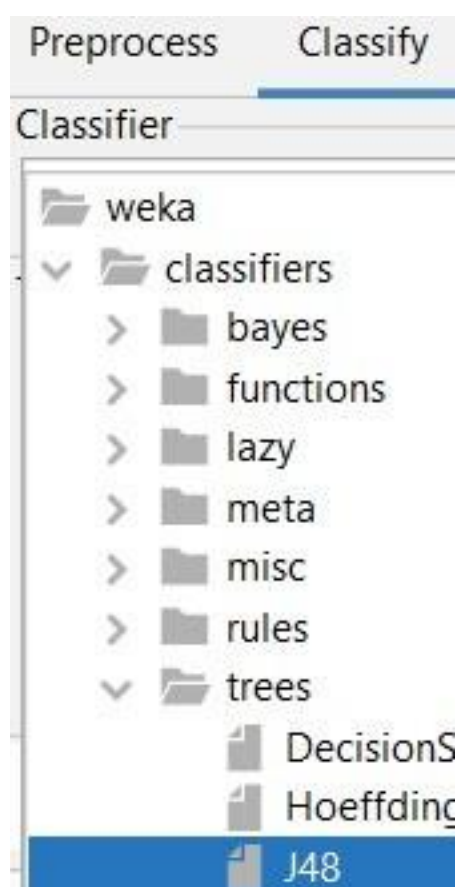 Preprocess Classify
Classifier
weka
classifiers
bayes
functions
lazy
meta
misc
rules
trees
DecisionS
Hoeffding
J48